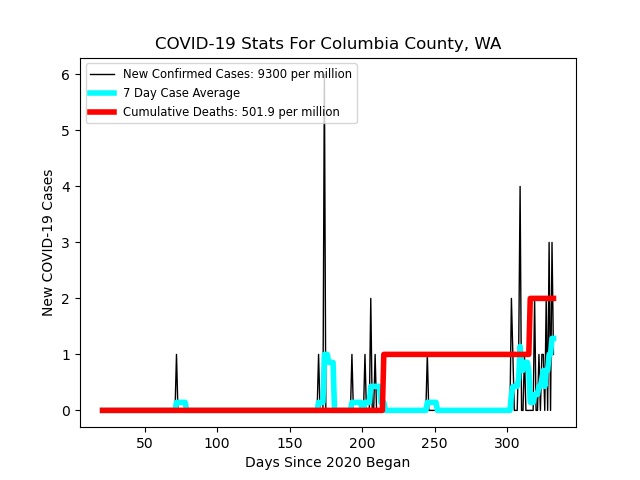 COVID-19 Stats For Columbia County, WA
New Confirmed Cases: 9300 per million
7 Day Case Average
Cumulative Deaths: 501.9 per million
New COVID-19 Cases
6
5
4
3
2
1
0
50
100
150
200
250
300
Days Since 2020 Began